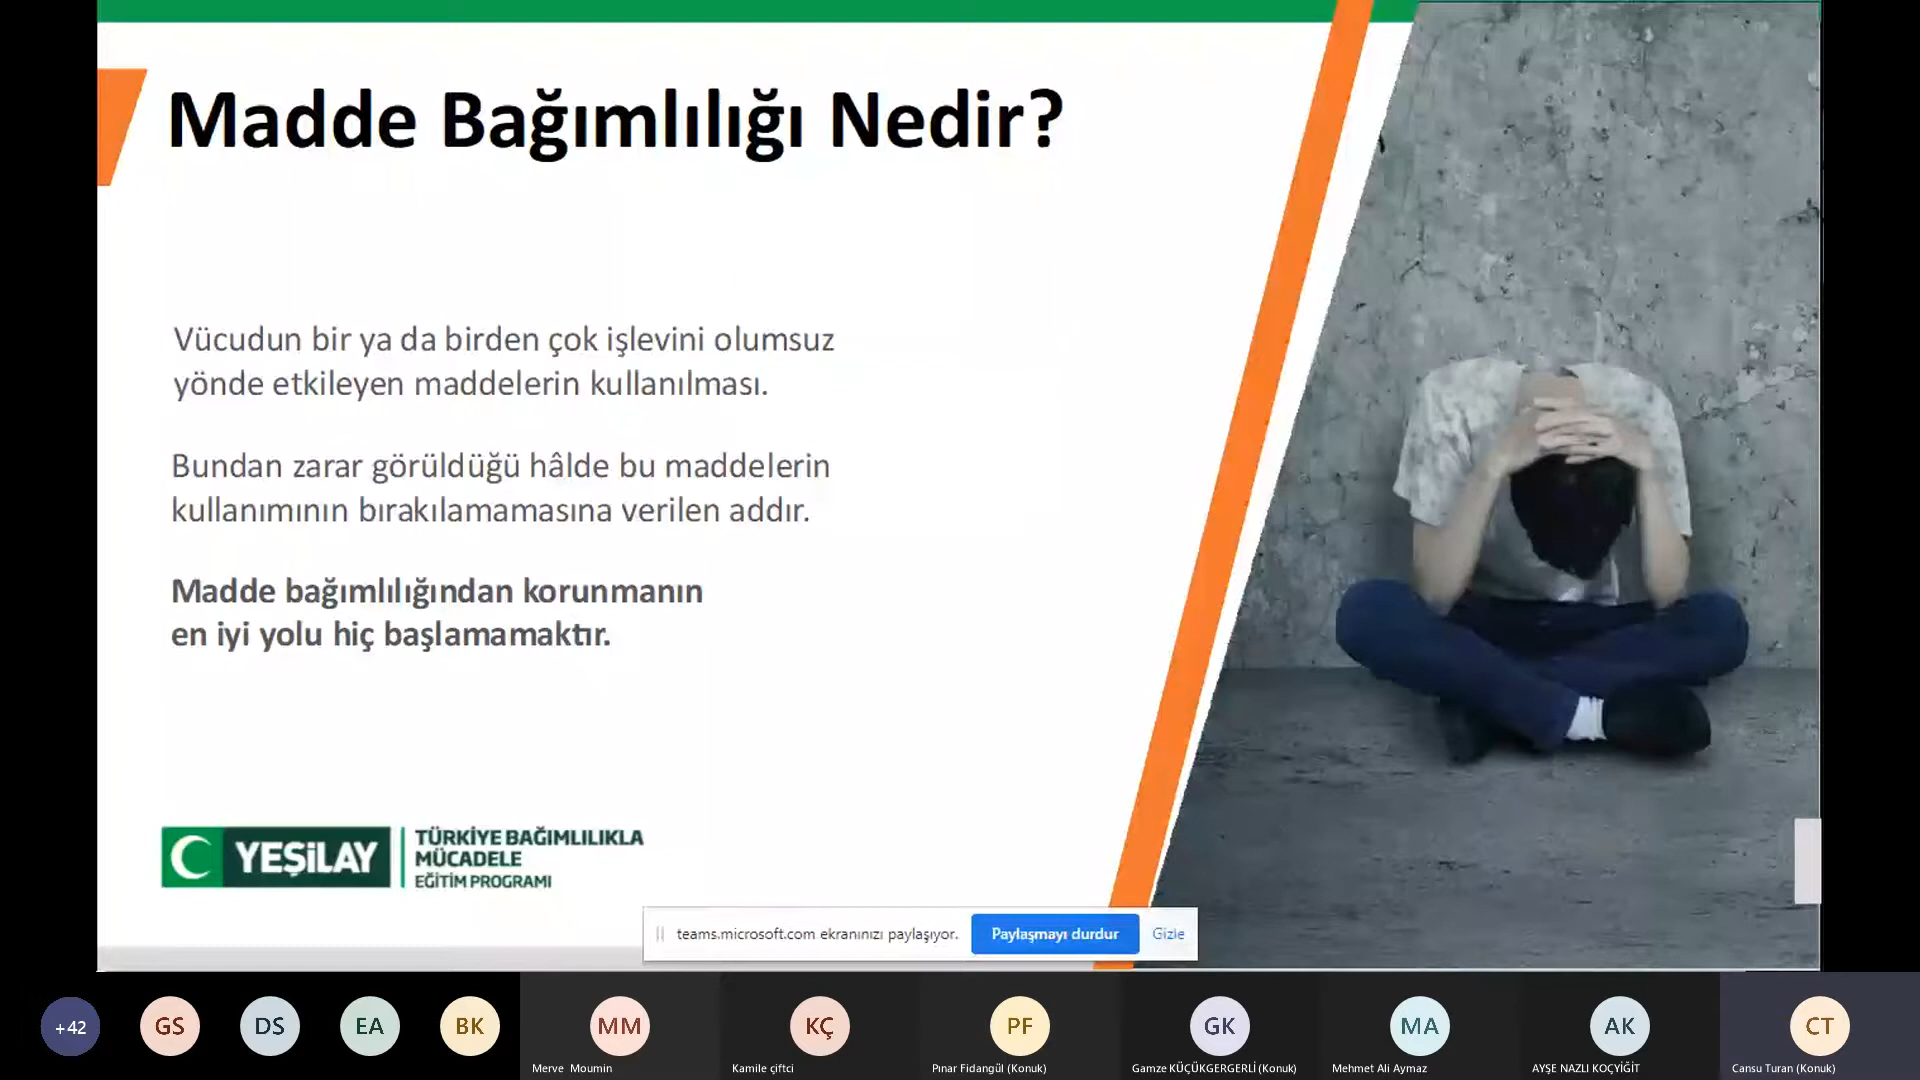 Madde Bağımlılığı Nedir?
Vücudun bir ya da birden çok işlevini olumsuz
yönde etkileyen maddelerin kullanılması.
Bundan zarar görüldüğü hâlde bu maddelerin
kullanımının bırakılamamasına verilen addır.
Madde bağımlılığından korunmanın
en iyi yolu hiç başlamamaktır.
YEŞİLAY
TÜRKİYE BAĞIMLILIKLA
MÜCADELE
EĞİTİM PROGRAMI
teams.microsoft.com ekranınızı paylaşıyor.
Paylaşmayı durdur
Gizle
+42
GS
DS
EA
BK
MM
KÇ
PF
GK
MA
AK
CT
Merve Moumin
Kamile çiftci
Pınar Fidangül (Konuk)
Gamze KÜÇÜKGERGERLİ (Konuk)
Mehmet Ali Aymaz
AYŞE NAZLI KOÇYİĞİT
Cansu Turan (Konuk)